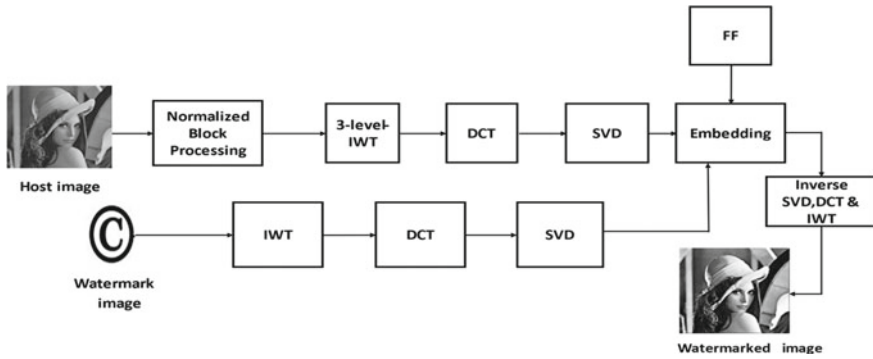 FF
Normalized
Block
Processing
3-level-
IWT
DCT
SVD
Embedding
Host image
Inverse
SVD,DCT &
IWT
©
IWT
DCT
SVD
Watermark
image
Watermarked image